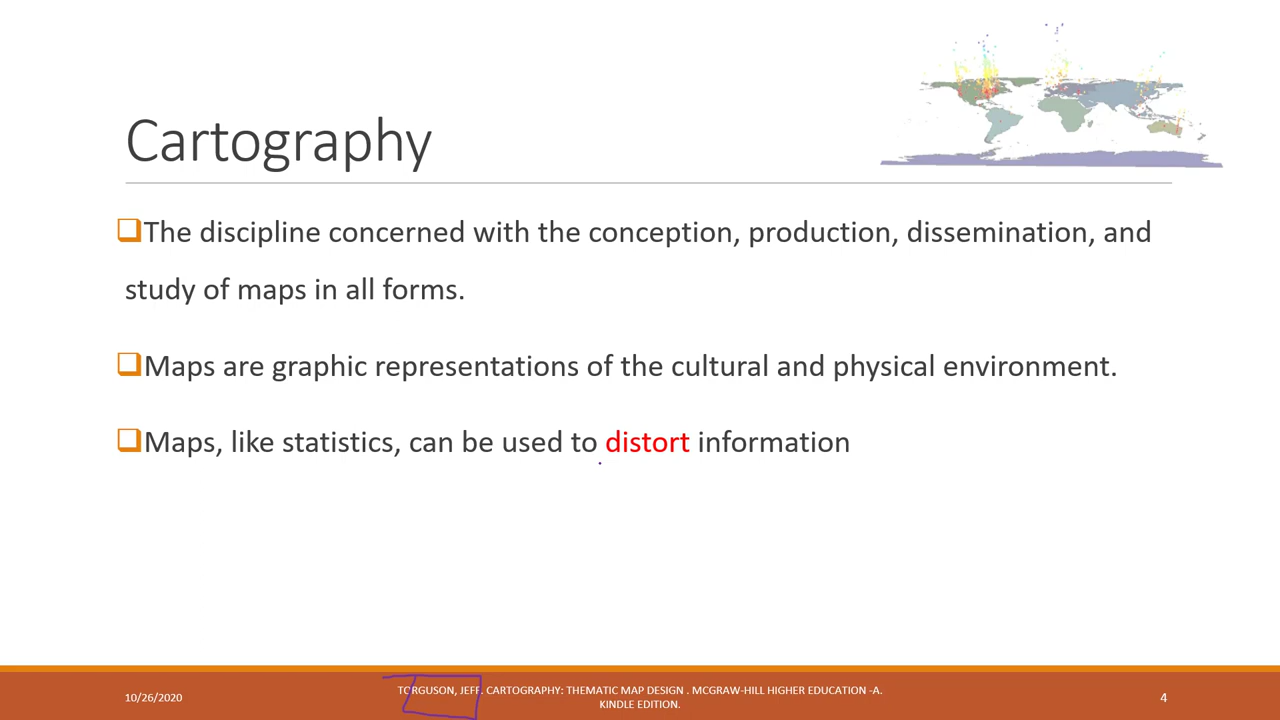 Cartography
The discipline concerned with the conception, production, dissemination, and
study of maps in all forms.
Maps are graphic representations of the cultural and physical environment.
Maps, like statistics, can be used to distort information
10/26/2020
TORGUSON, JEFF. CARTOGRAPHY: THEMATIC MAP DESIGN . MCGRAW-HILL HIGHER EDUCATION -A.
KINDLE EDITION.
4